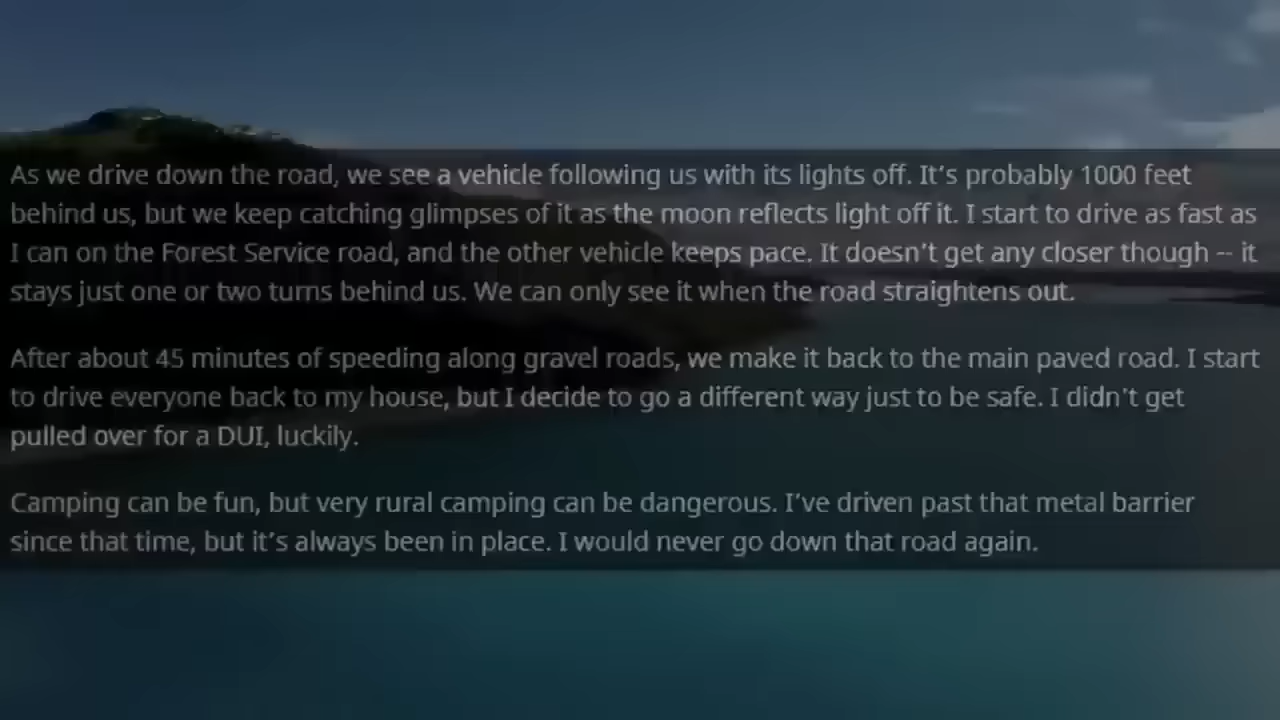 As we drive down the road, we see a vehicle following us with its lights off. It's probably 1000 feet
behind us, but we keep catching glimpses of it as the moon reflects light off it. I start to drive as fast as
I can on the Forest Service road, and the other vehicle keeps pace. It doesn't get any closer though -- it
stays just one or two turns behind us. We can only see it when the road straightens out.
After about 45 minutes of speeding along gravel roads, we make it back to the main paved road. I start
to drive everyone back to my house, but I decide to go a different way just to be safe. I didn't get
pulled over for a DUI, luckily.
Camping can be fun, but very rural camping can be dangerous. I've driven past that metal barrier
since that time, but it's always been in place. I would never go down that road again.